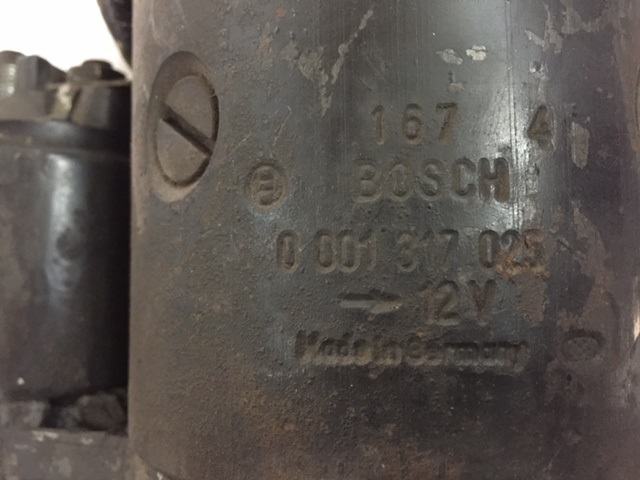 167 4
BOSCH
0 001 317 025
→ 12V
Made in Germany